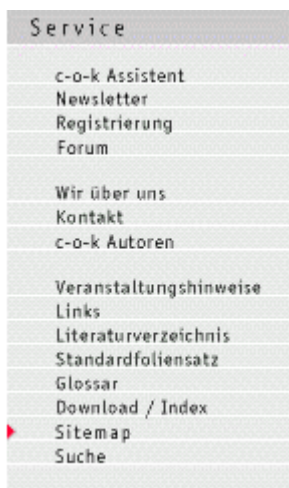 Service
c-o-k Assistent
Newsletter
Registrierung
Forum
Wir über uns
Kontakt
c-o-k Autoren
Veranstaltungshinweise
Links
Literaturverzeichnis
Standardfoliensatz
Glossar
Download / Index
Sitemap
Suche